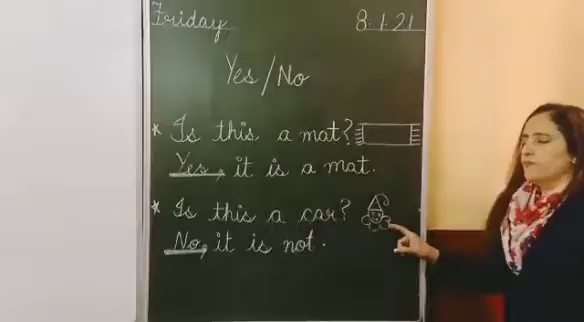 Friday 8.1.21
Yes/No
* Is this a mat?
Yes, it is a mat.
* Is this a car?
No, it is not.